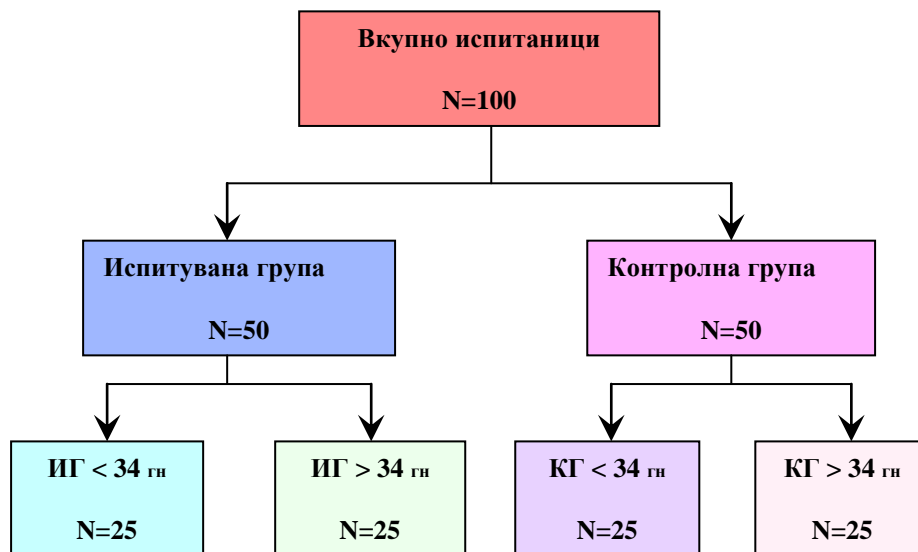 Вкупно испитаници
N=100
Испитувана група
N=50
Контролна група
N=50
ИГ < 34 гн
N=25
ИГ > 34 гн
N=25
КГ < 34 гн
N=25
КГ > 34 гн
N=25